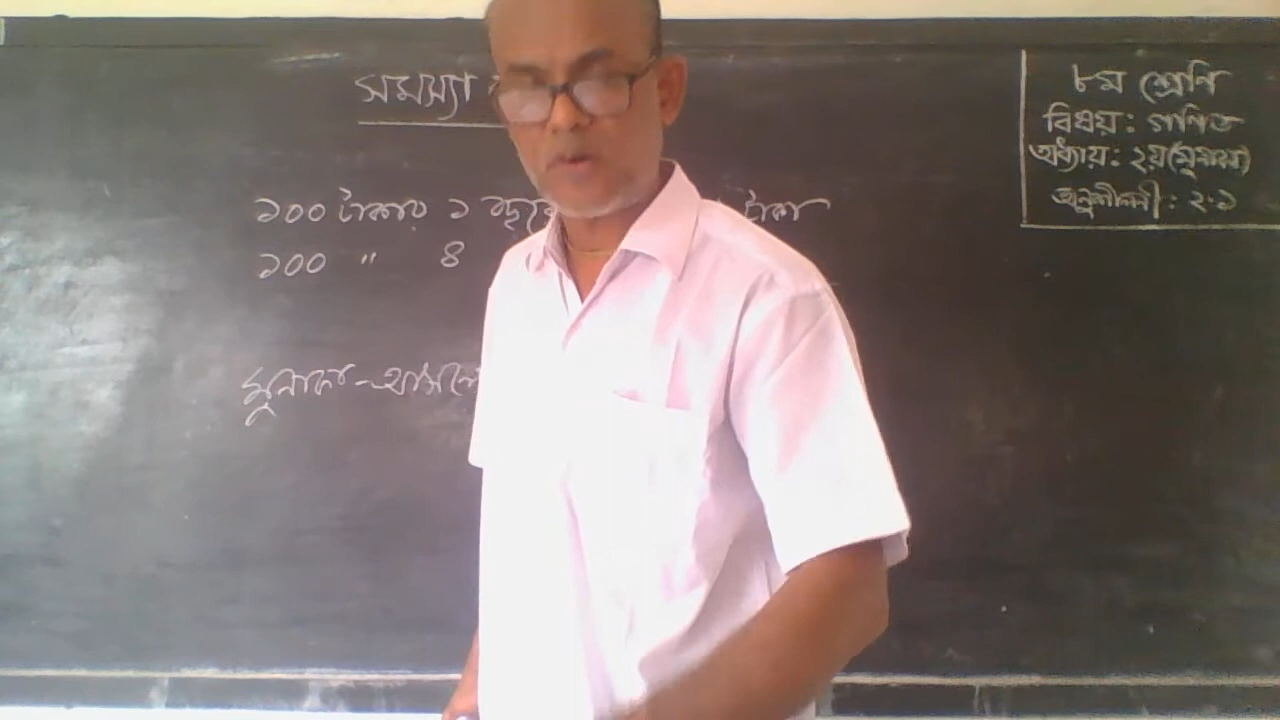 সমস্যা
১০০ টাকায় ১ বছরে টাকা
১০০ " ৪
মুনাফা-আসল
৮ম শ্রেণি
বিষয়: গণিত
অধ্যায়: ২য়(মুনাফা)
অনুশীলনী: ২.১